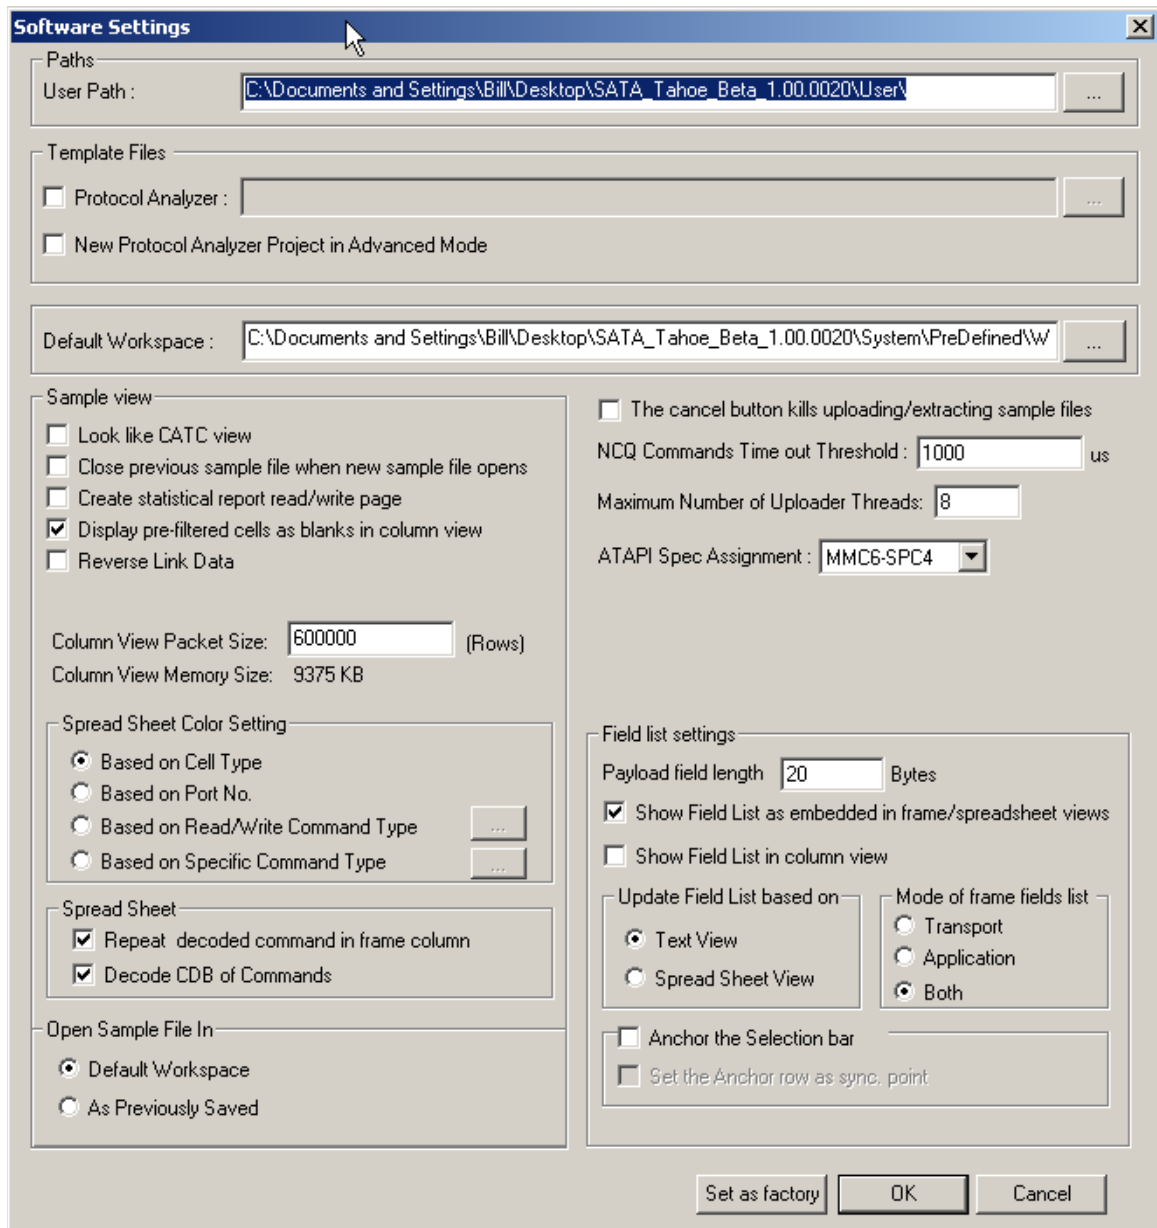 Software Settings
Paths
User Path :
C:\Documents and Settings\Bill\Desktop\SATA_Tahoe_Beta_1.00.0020\User\
...
Template Files
Protocol Analyzer :
...
New Protocol Analyzer Project in Advanced Mode
Default Workspace :
C:\Documents and Settings\Bill\Desktop\SATA_Tahoe_Beta_1.00.0020\System\PreDefined\W
...
Sample view
Look like CATC view
Close previous sample file when new sample file opens
Create statistical report read/write page
Display pre-filtered cells as blanks in column view
Reverse Link Data
Column View Packet Size: 600000 (Rows)
Column View Memory Size: 9375 KB
Spread Sheet Color Setting
Based on Cell Type
Based on Port No.
Based on Read/Write Command Type ...
Based on Specific Command Type ...
Spread Sheet
Repeat decoded command in frame column
Decode CDB of Commands
Open Sample File In
Default Workspace
As Previously Saved
The cancel button kills uploading/extracting sample files
NCQ Commands Time out Threshold : 1000 us
Maximum Number of Uploader Threads: 8
ATAPI Spec Assignment : MMC6-SPC4
Field list settings
Payload field length 20 Bytes
Show Field List as embedded in frame/spreadsheet views
Show Field List in column view
Update Field List based on
Text View
Spread Sheet View
Mode of frame fields list
Transport
Application
Both
Anchor the Selection bar
Set the Anchor row as sync. point
Set as factory
OK
Cancel